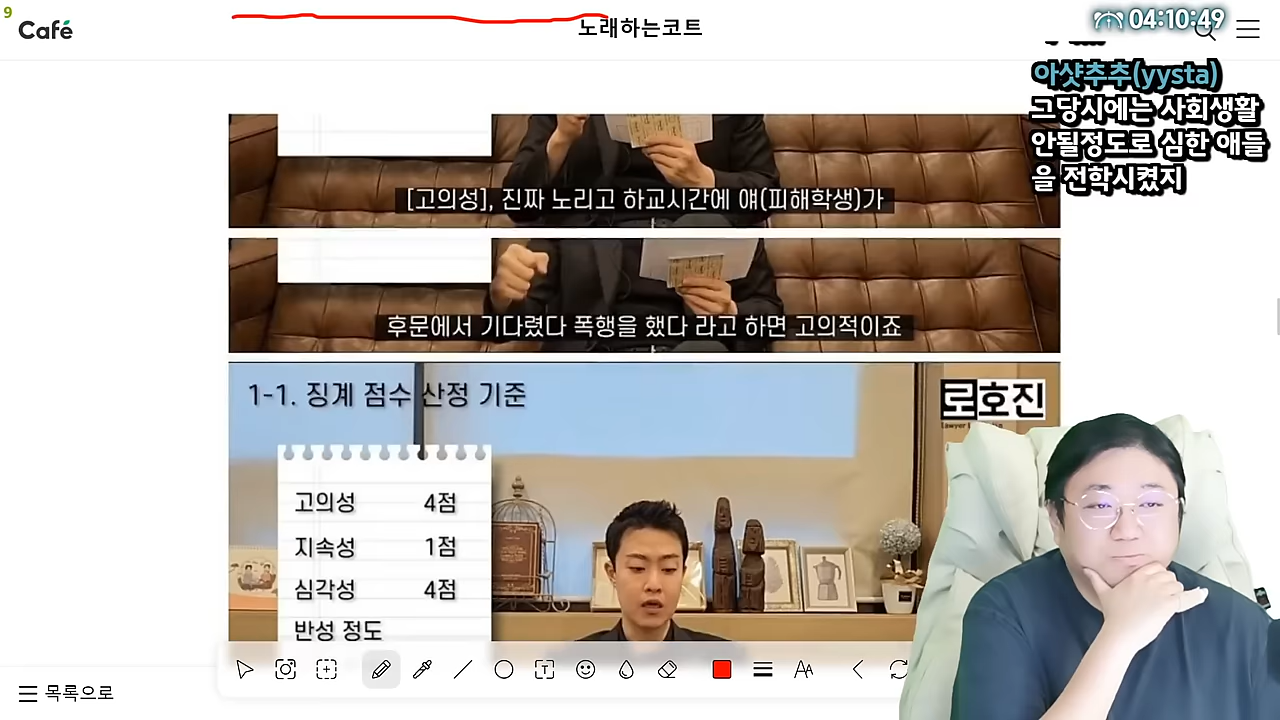 9
Café
노래하는코트
04:10:49
아샷추추(yysta)
그당시에는 사회생활
안될정도로 심한 애들
을 전학시켰지
[고의성], 진짜 노리고 하교시간에 얘(피해학생)가
후문에서 기다렸다 폭행을 했다 라고 하면 고의적이죠
1-1. 징계 점수 산정 기준
로호진
고의성 4점
지속성 1점
심각성 4점
반성 정도
목록으로